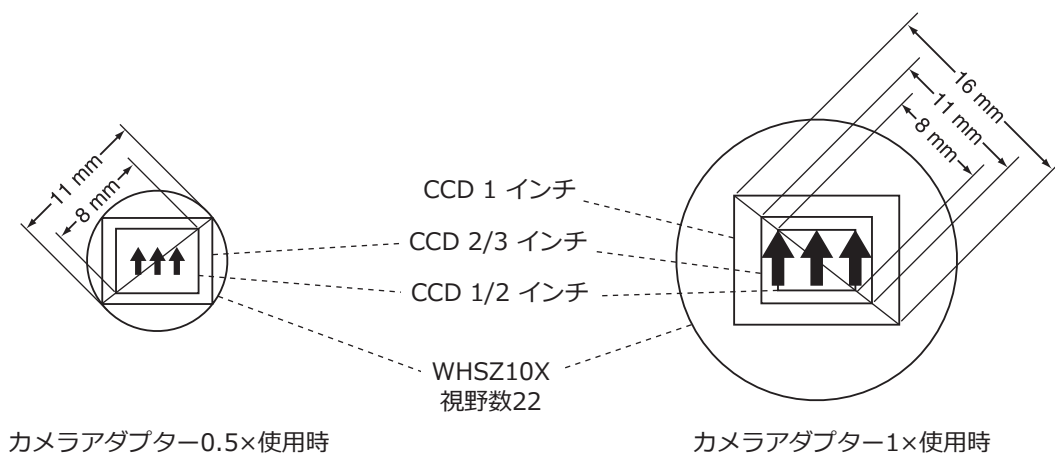 11 mm
8 mm
CCD 1 インチ
CCD 2/3 インチ
CCD 1/2 インチ
WHSZ10X
視野数22
16 mm
11 mm
8 mm
カメラアダプター0.5×使用時
カメラアダプター1×使用時